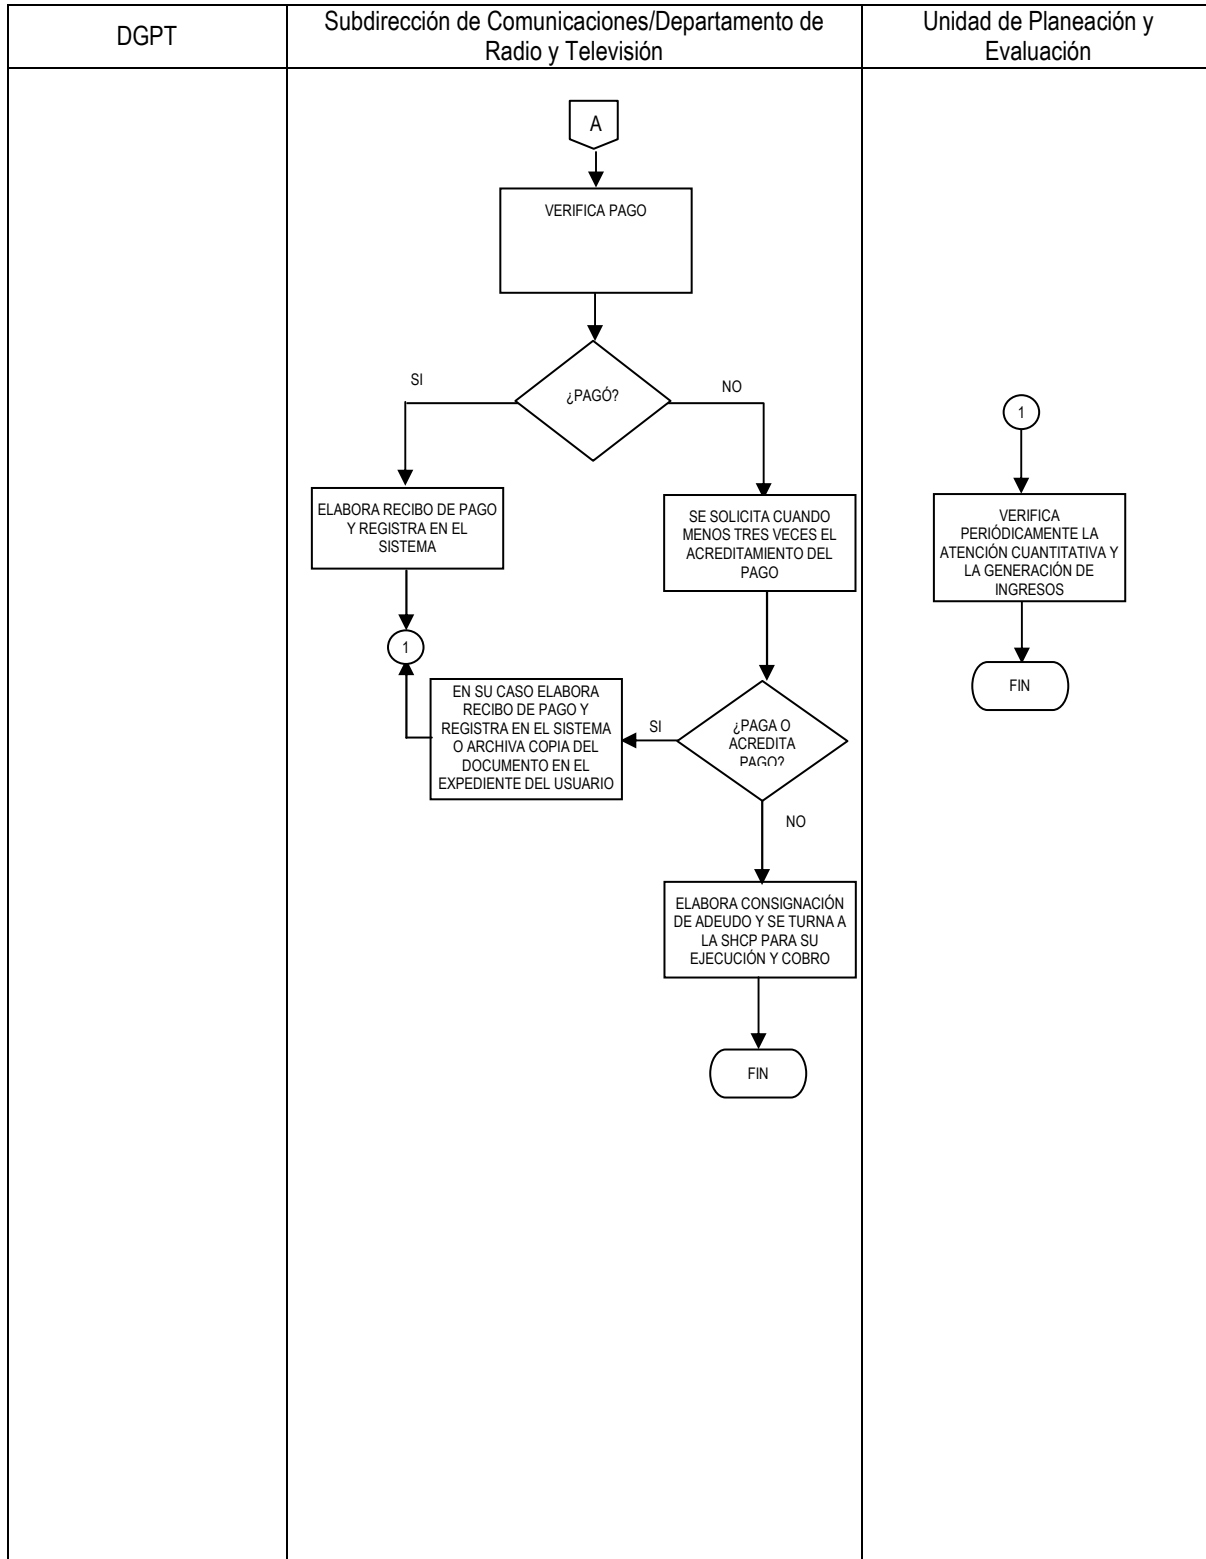 DGPT
Subdirección de Comunicaciones/Departamento de
Radio y Televisión
Unidad de Planeación y
Evaluación
A
VERIFICA PAGO
¿PAGÓ?
SI
NO
ELABORA RECIBO DE PAGO
Y REGISTRA EN EL
SISTEMA
SE SOLICITA CUANDO
MENOS TRES VECES EL
ACREDITAMIENTO DEL
PAGO
1
EN SU CASO ELABORA
RECIBO DE PAGO Y
REGISTRA EN EL SISTEMA
O ARCHIVA COPIA DEL
DOCUMENTO EN EL
EXPEDIENTE DEL USUARIO
SI
¿PAGA O
ACREDITA
PAGO?
NO
ELABORA CONSIGNACIÓN
DE ADEUDO Y SE TURNA A
LA SHCP PARA SU
EJECUCIÓN Y COBRO
FIN
1
VERIFICA
PERIÓDICAMENTE LA
ATENCIÓN CUANTITATIVA Y
LA GENERACIÓN DE
INGRESOS
FIN